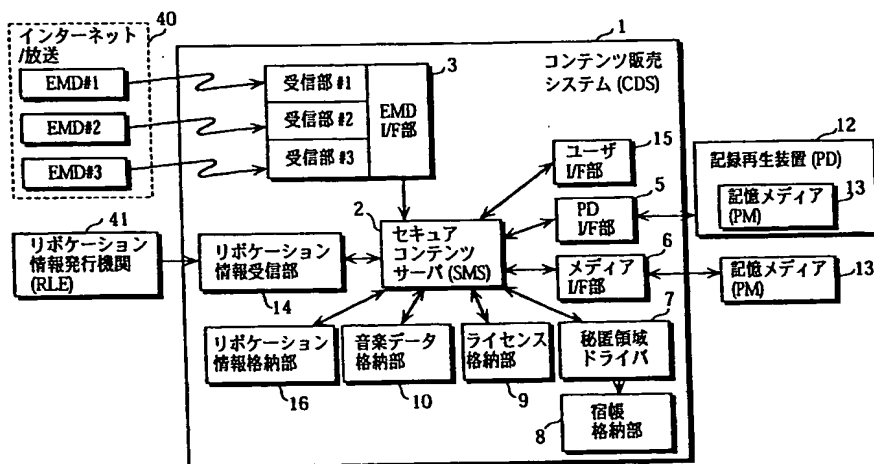 40
インターネット
/放送
EMD#1
EMD#2
EMD#3
1
コンテンツ販売
システム (CDS)
3
受信部 #1
受信部 #2
受信部 #3
EMD
I/F部
15
ユーザ
I/F部
12
記録再生装置 (PD)
13
記憶メディア
(PM)
5
PD
I/F部
2
セキュア
コンテンツ
サーバ (SMS)
41
リボケーション
情報発行機関
(RLE)
リボケーション
情報受信部
14
6
メディア
I/F部
記憶メディア
(PM)
13
リボケーション
情報格納部
16
音楽データ
格納部
10
ライセンス
格納部
9
7
秘匿領域
ドライバ
8
宿帳
格納部